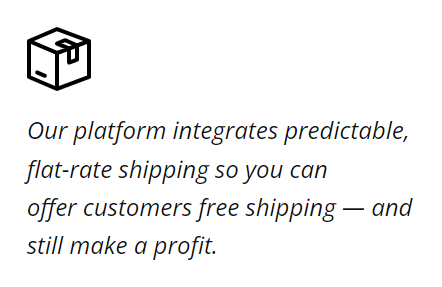 Our platform integrates predictable,
flat-rate shipping so you can
offer customers free shipping — and
still make a profit.